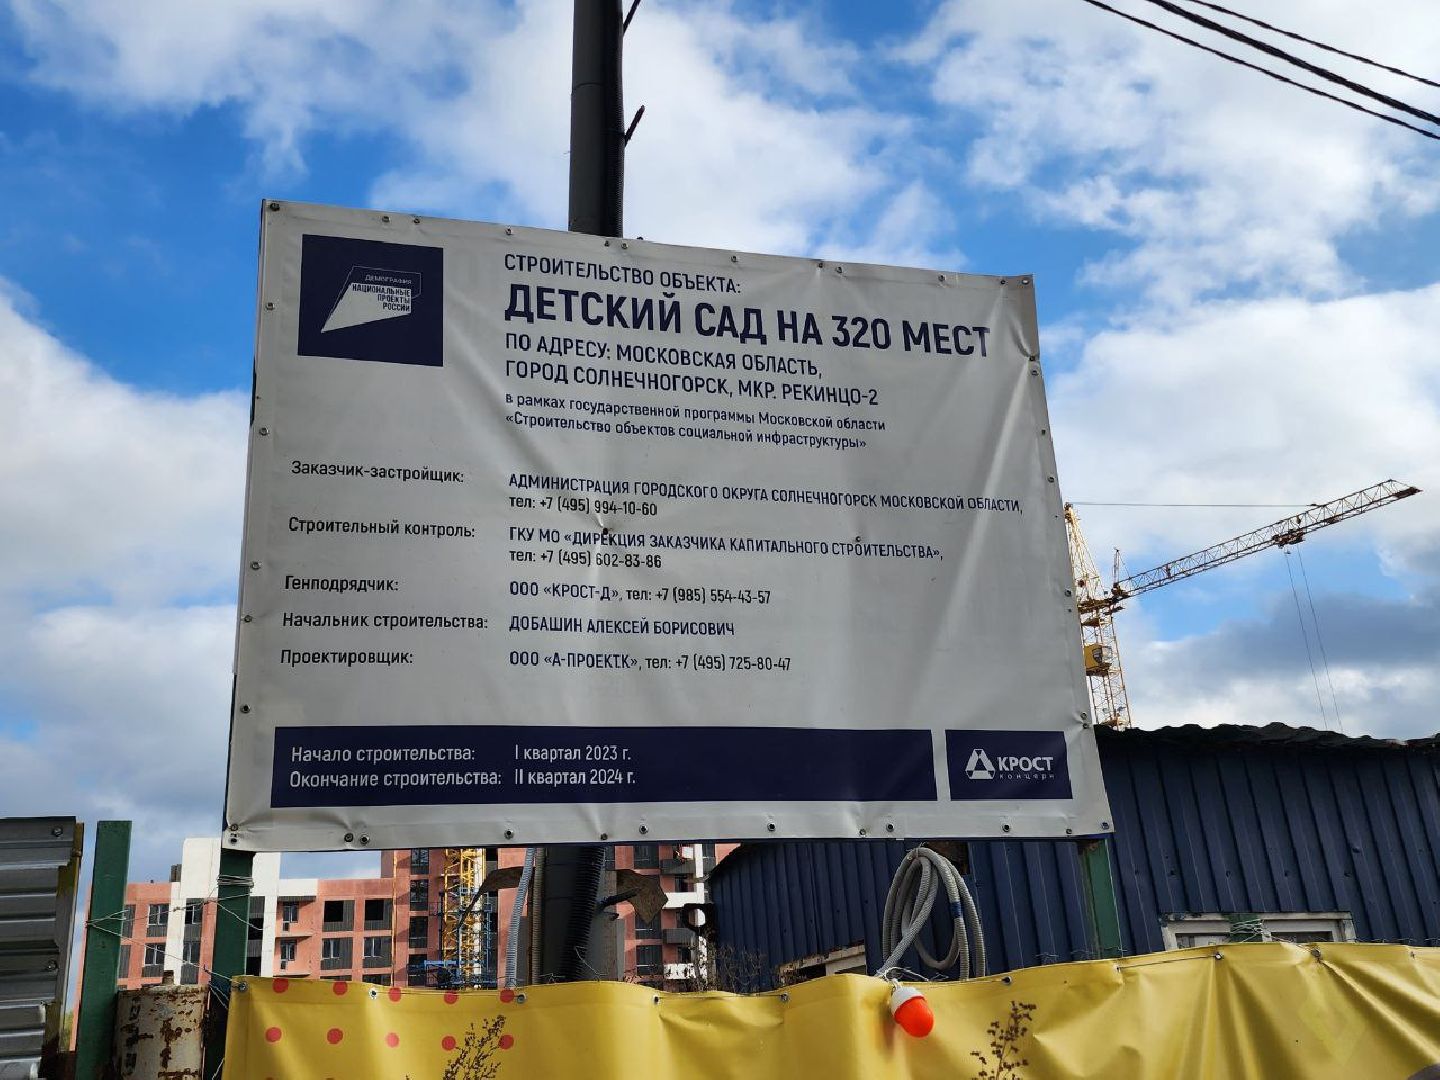 ДЕМОГРАФИЯ
НАЦИОНАЛЬНЫЕ
ПРОЕКТЫ
РОССИИ
СТРОИТЕЛЬСТВО ОБЪЕКТА:
ДЕТСКИЙ САД НА 320 МЕСТ
ПО АДРЕСУ: МОСКОВСКАЯ ОБЛАСТЬ,
ГОРОД СОЛНЕЧНОГОРСК, МКР. РЕКИНЦО-2
в рамках государственной программы Московской области
«Строительство объектов социальной инфраструктуры»
Заказчик-застройщик: АДМИНИСТРАЦИЯ ГОРОДСКОГО ОКРУГА СОЛНЕЧНОГОРСК МОСКОВСКОЙ ОБЛАСТИ,
тел: +7 (495) 994-10-60
Строительный контроль: ГКУ МО «ДИРЕКЦИЯ ЗАКАЗЧИКА КАПИТАЛЬНОГО СТРОИТЕЛЬСТВА»,
тел: +7 (495) 602-83-86
Генподрядчик: ООО «КРОСТ-Д», тел: +7 (985) 554-43-57
Начальник строительства: ДОБАШИН АЛЕКСЕЙ БОРИСОВИЧ
Проектировщик: ООО «А-ПРОЕКТ.К», тел: +7 (495) 725-80-47
Начало строительства: I квартал 2023 г.
Окончание строительства: II квартал 2024 г.
КРОСТ
концерн